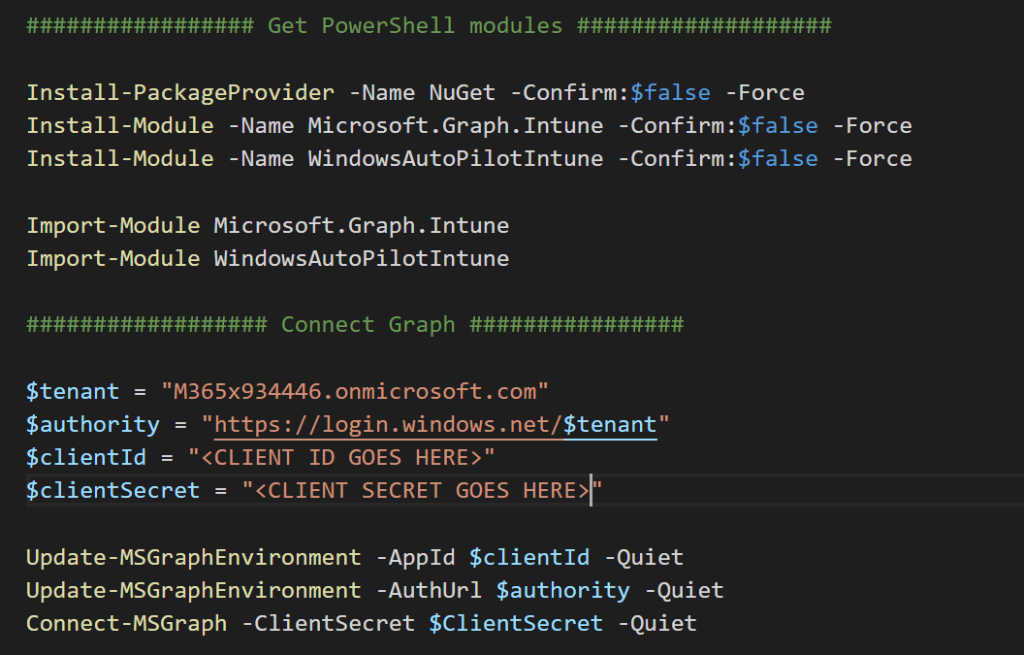 ################# Get PowerShell modules ###################
Install-PackageProvider -Name NuGet -Confirm:$false -Force
Install-Module -Name Microsoft.Graph.Intune -Confirm:$false -Force
Install-Module -Name WindowsAutoPilotIntune -Confirm:$false -Force
Import-Module Microsoft.Graph.Intune
Import-Module WindowsAutoPilotIntune
################## Connect Graph ################
$tenant = "M365x934446.onmicrosoft.com"
$authority = "https://login.windows.net/$tenant"
$clientId = "<CLIENT ID GOES HERE>"
$clientSecret = "<CLIENT SECRET GOES HERE>"
Update-MSGraphEnvironment -AppId $clientId -Quiet
Update-MSGraphEnvironment -AuthUrl $authority -Quiet
Connect-MSGraph -ClientSecret $ClientSecret -Quiet